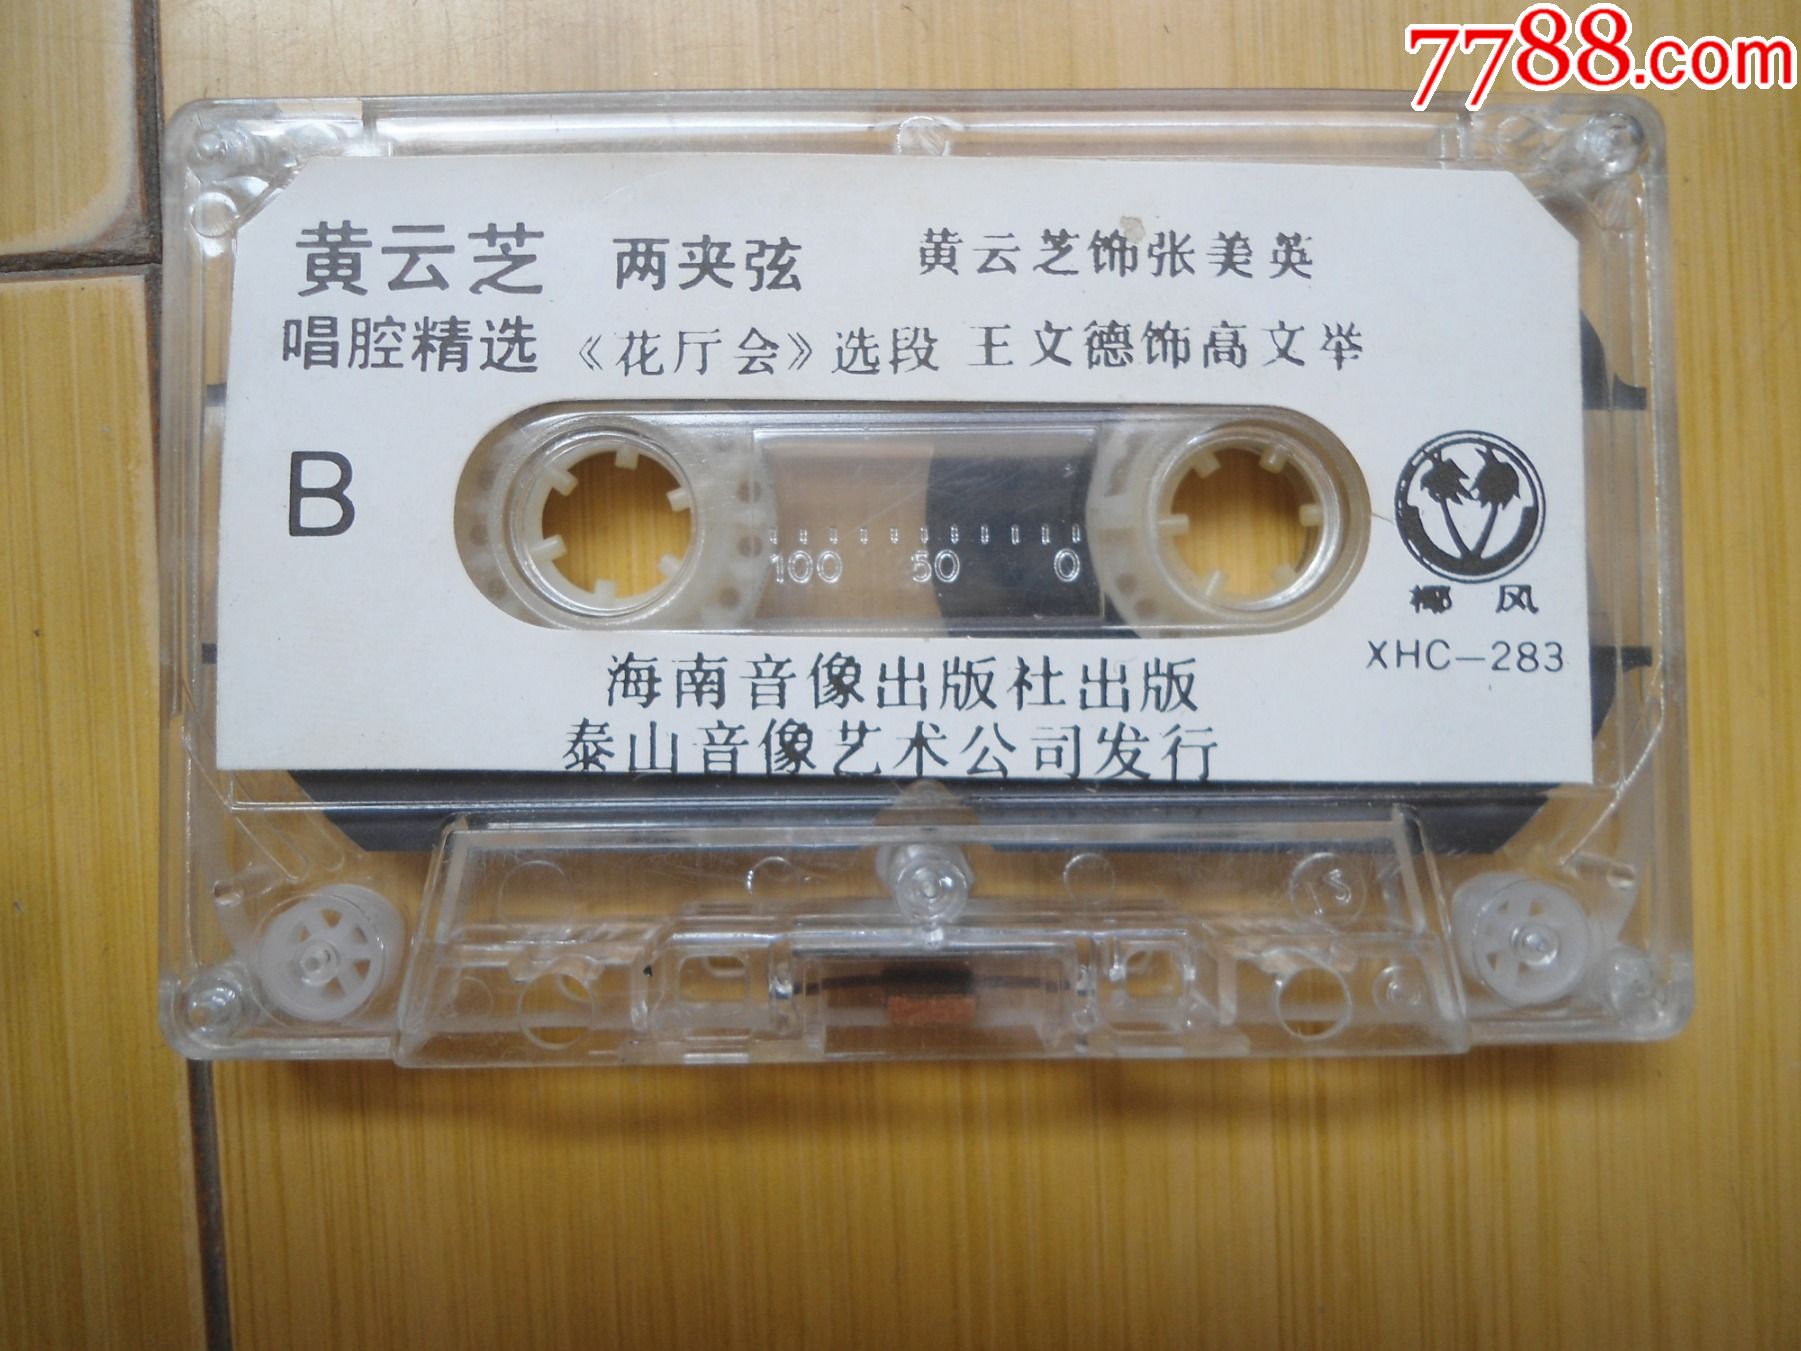 7788.com
黄云芝 两夹弦 黄云芝饰张美英
唱腔精选 《花厅会》选段 王文德饰高文举
B
100 50 0
椰风
XHC-283
海南音像出版社出版
泰山音像艺术公司发行